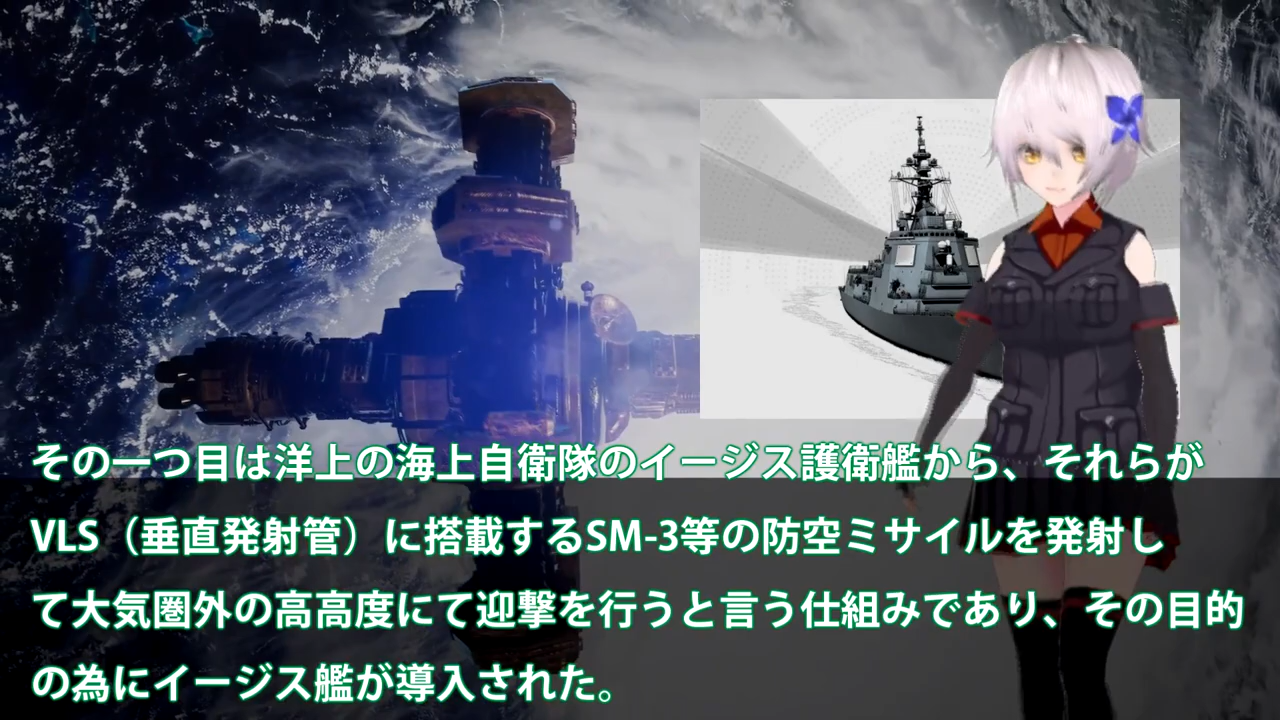 その一つ目は洋上の海上自衛隊のイージス護衛艦から、それらが
VLS（垂直発射管）に搭載するSM-3等の防空ミサイルを発射し
て大気圏外の高高度にて迎撃を行うと言う仕組みであり、その目的
の為にイージス艦が導入された。